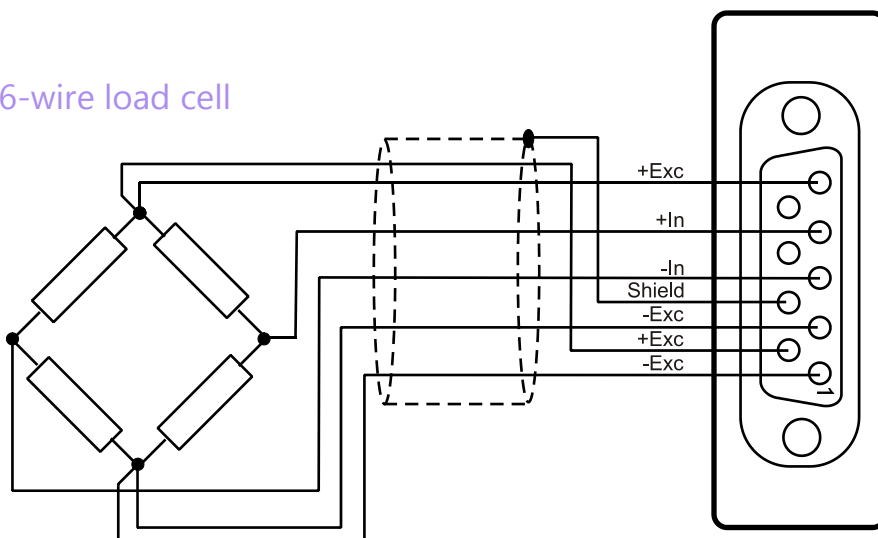 6-wire load cell
+Exc
+In
-In
Shield
-Exc
+Exc
-Exc
1